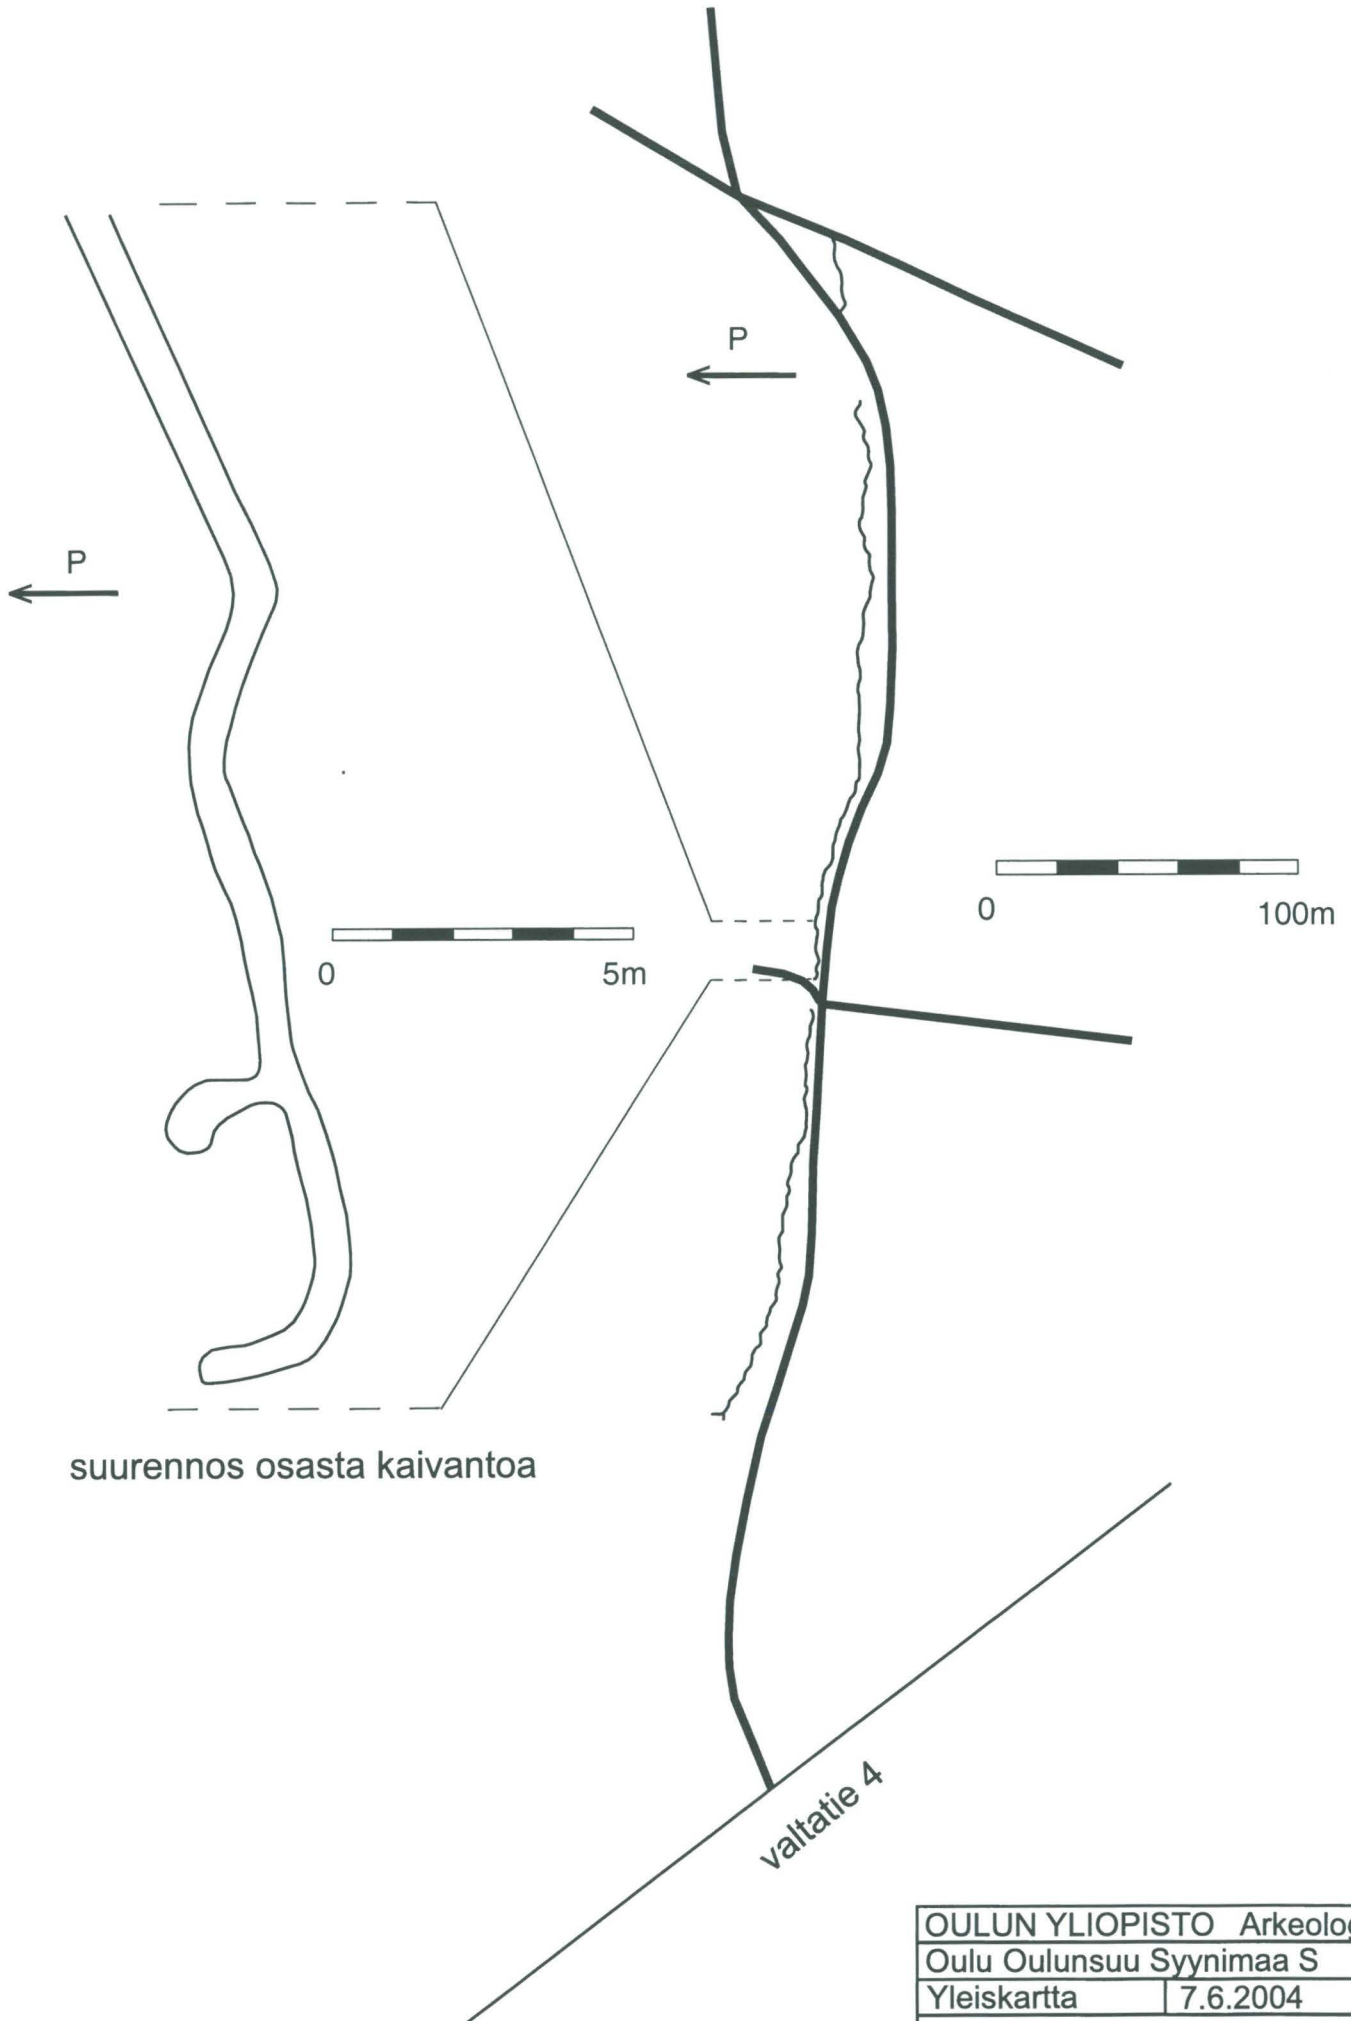 P
P
0
100m
0
5m
suurennos osasta kaivantoa
valtatie 4
OULUN YLIOPISTO
Oulu Oulunsuu Syynimaa S
Yleiskartta 7.6.2004